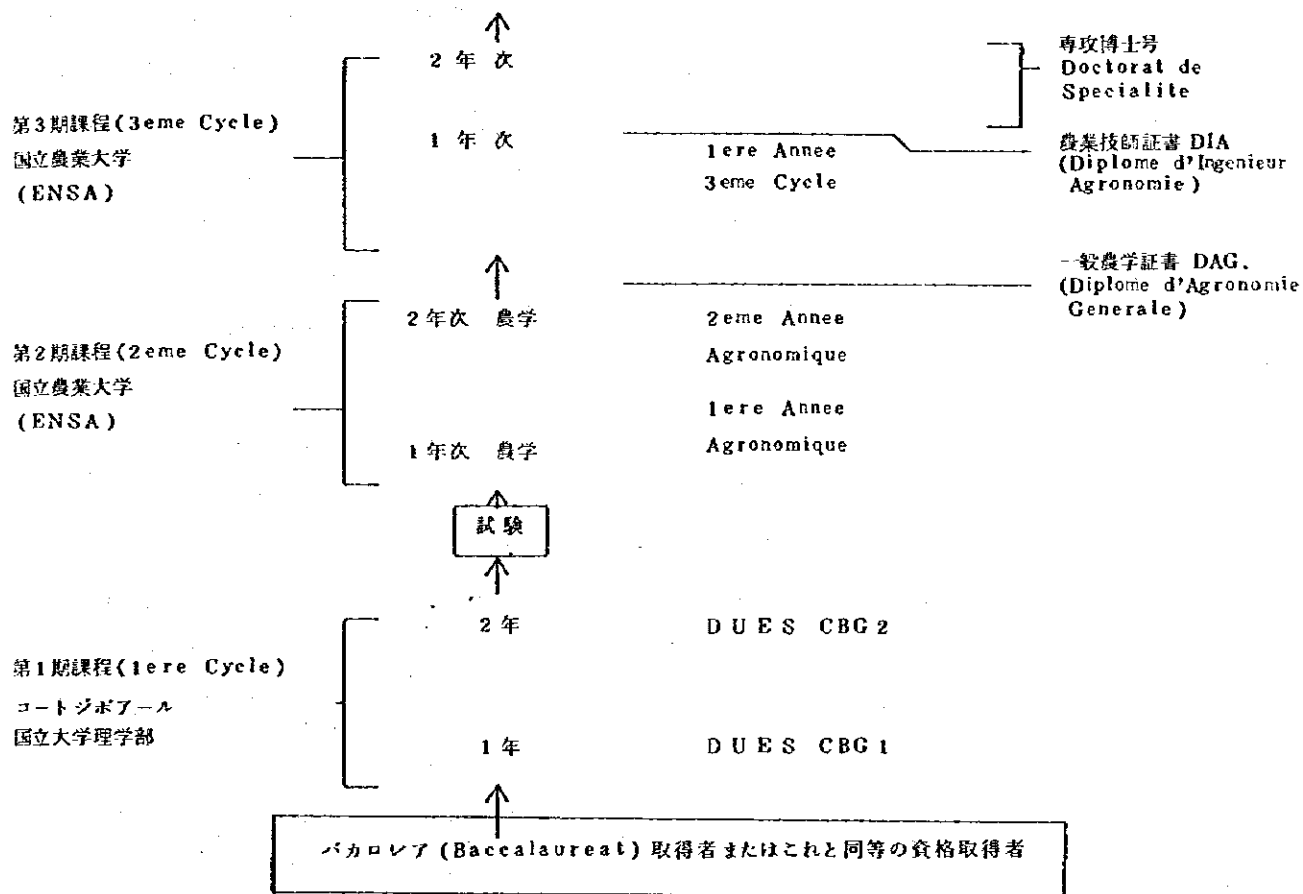 2 年 次
専攻博士号
Doctorat de
Specialite
第3期課程(3eme Cycle)
国立農業大学
(ENSA)
1 年 次
1ere Annee
3eme Cycle
農業技師証書 DIA
(Diplome d'Ingenieur
Agronomie)
一般農学証書 DAG.
(Diplome d'Agronomie
Generale)
2年次 農学
2eme Annee
Agronomique
第2期課程(2eme Cycle)
国立農業大学
(ENSA)
1ere Annee
Agronomique
1年次 農学
試験
2 年
DUES CBG2
第1期課程(1ere Cycle)
コートジボアール
国立大学理学部
1 年
DUES CBG1
バカロレア (Baccalaureat) 取得者またはこれと同等の資格取得者